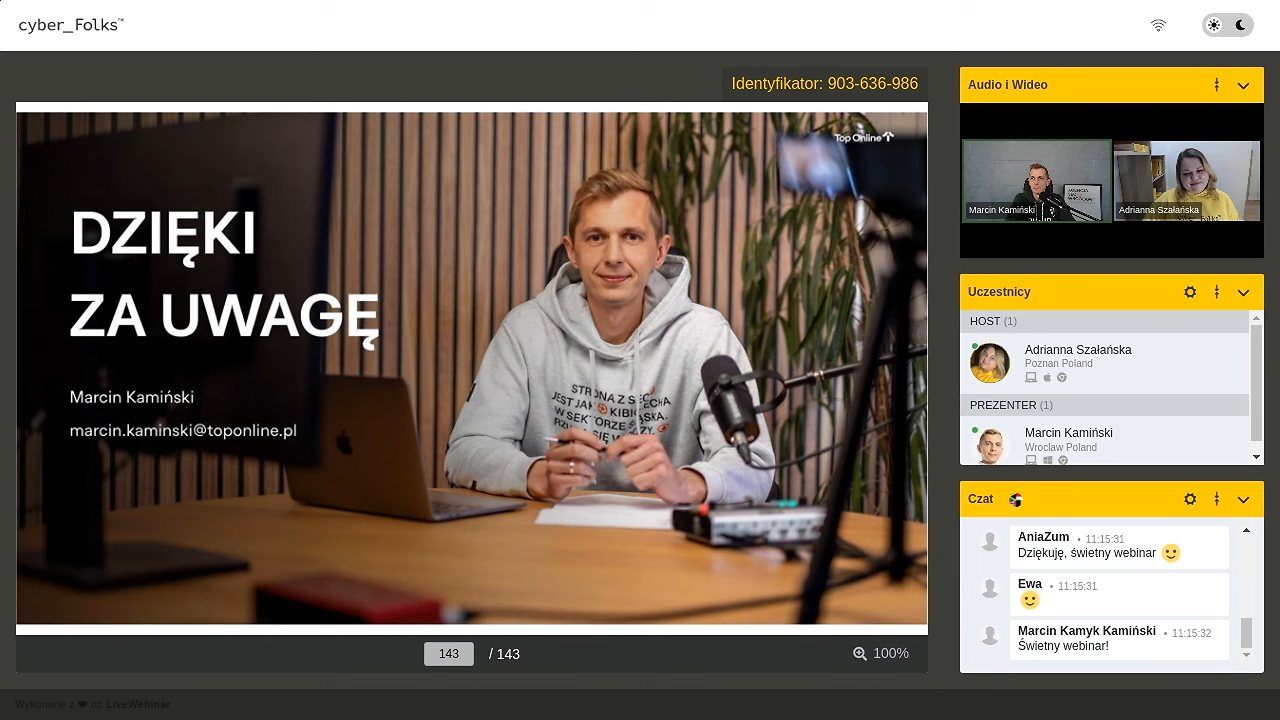 cyber_Folks™
Identyfikator: 903-636-986
Top Online
DZIĘKI
ZA UWAGĘ
Marcin Kamiński
marcin.kaminski@toponline.pl
143 / 143
100%
Audio i Wideo
Marcin Kamiński
Adrianna Szałańska
Uczestnicy
HOST (1)
Adrianna Szałańska
Poznan Poland
PREZENTER (1)
Marcin Kamiński
Wrocław Poland
Czat
AniaZum • 11:15:31
Dziękuję, świetny webinar 🙂
Ewa • 11:15:31
🙂
Marcin Kamyk Kamiński • 11:15:32
Świetny webinar!
Wykonane z ❤ od LiveWebinar